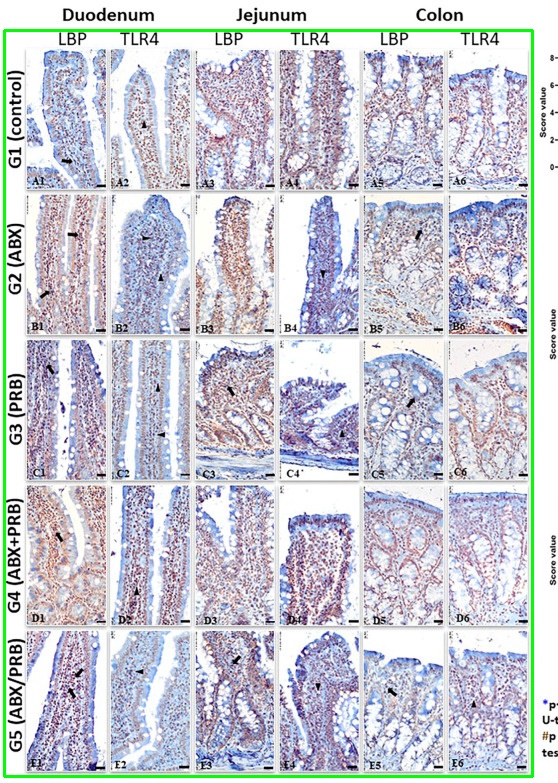 Duodenum Jejunum Colon
LBP TLR4 LBP TLR4 LBP TLR4
G1 (control)
A1 A2 A3 A4 A5 A6
G2 (ABX)
B1 B2 B3 B4 B5 B6
G3 (PRB)
C1 C2 C3 C4 C5 C6
G4 (ABX+PRB)
D1 D2 D3 D4 D5 D6
G5 (ABX/PRB)
E1 E2 E3 E4 E5 E6
Score value
8
6
4
2
0
Score value
Score value
*p
U-t
#p
tes